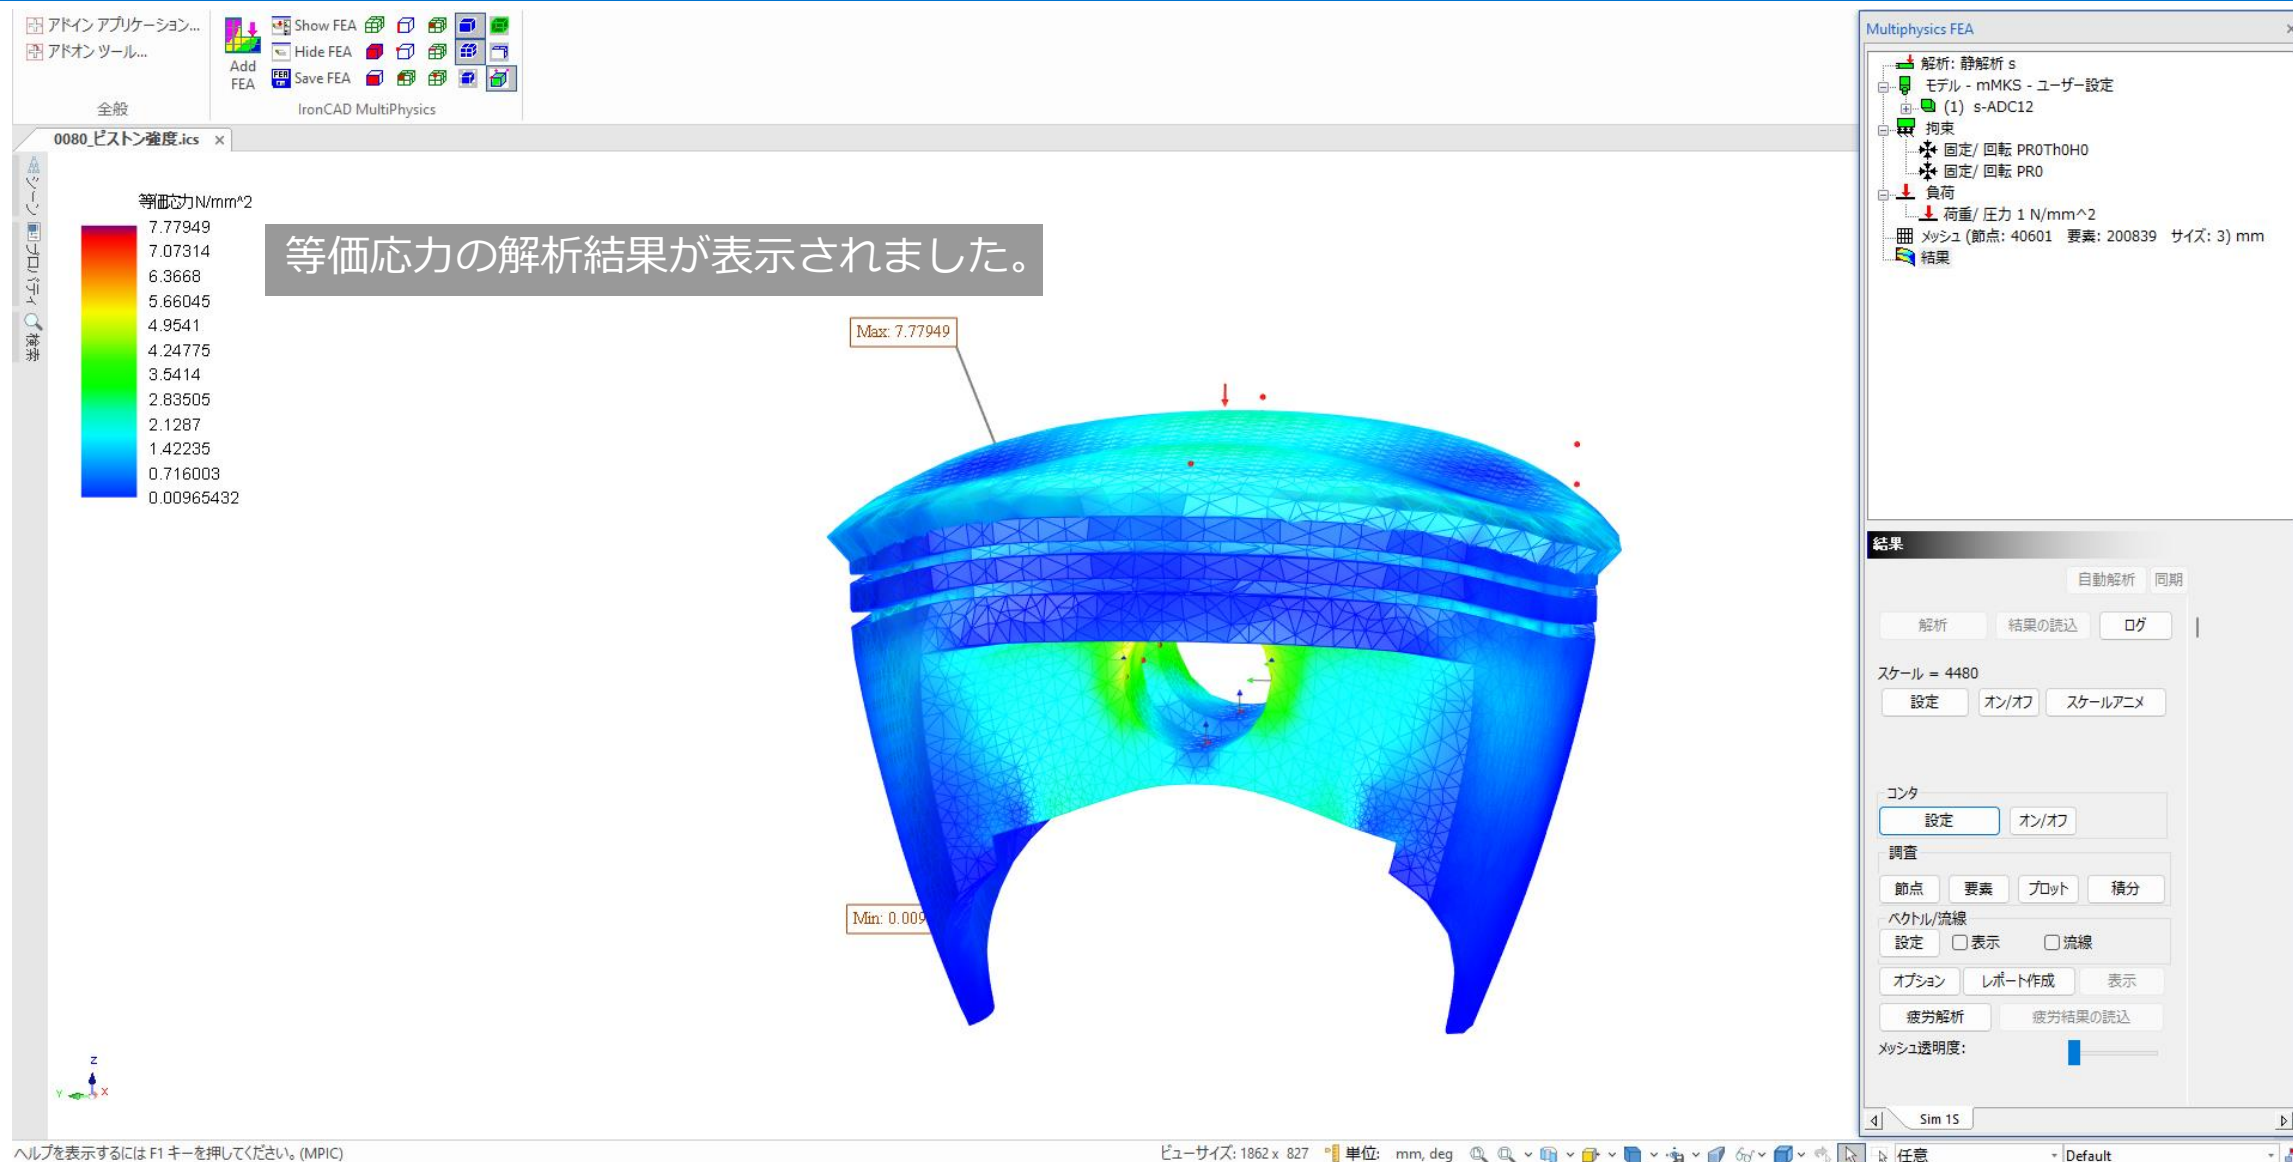 アドイン アプリケーション...
アドオン ツール...
全般
Add
FEA
Show FEA
Hide FEA
Save FEA
IronCAD MultiPhysics
0080_ピストン強度.ics ×
シーン
プロパティ
検索
等価応力N/mm^2
7.77949
7.07314
6.3668
5.66045
4.9541
4.24775
3.5414
2.83505
2.1287
1.42235
0.716003
0.00965432
等価応力の解析結果が表示されました。
Max: 7.77949
Min: 0.009
Z
Y
X
Multiphysics FEA
解析: 静解析 s
モデル - mMKS - ユーザー設定
(1) s-ADC12
拘束
固定/ 回転 PR0Th0H0
固定/ 回転 PR0
負荷
荷重/ 圧力 1 N/mm^2
メッシュ (節点: 40601 要素: 200839 サイズ: 3) mm
結果
結果
自動解析 同期
解析 結果の読込 ログ
スケール = 4480
設定 オン/オフ スケールアニメ
コンタ
設定 オン/オフ
調査
節点 要素 プロット 積分
ベクトル/流線
設定 表示 流線
オプション レポート作成 表示
疲労解析 疲労結果の読込
メッシュ透明度:
Sim 1S
ヘルプを表示するには F1 キーを押してください。(MPIC)
ビューサイズ: 1862 x 827 単位: mm, deg 任意 Default